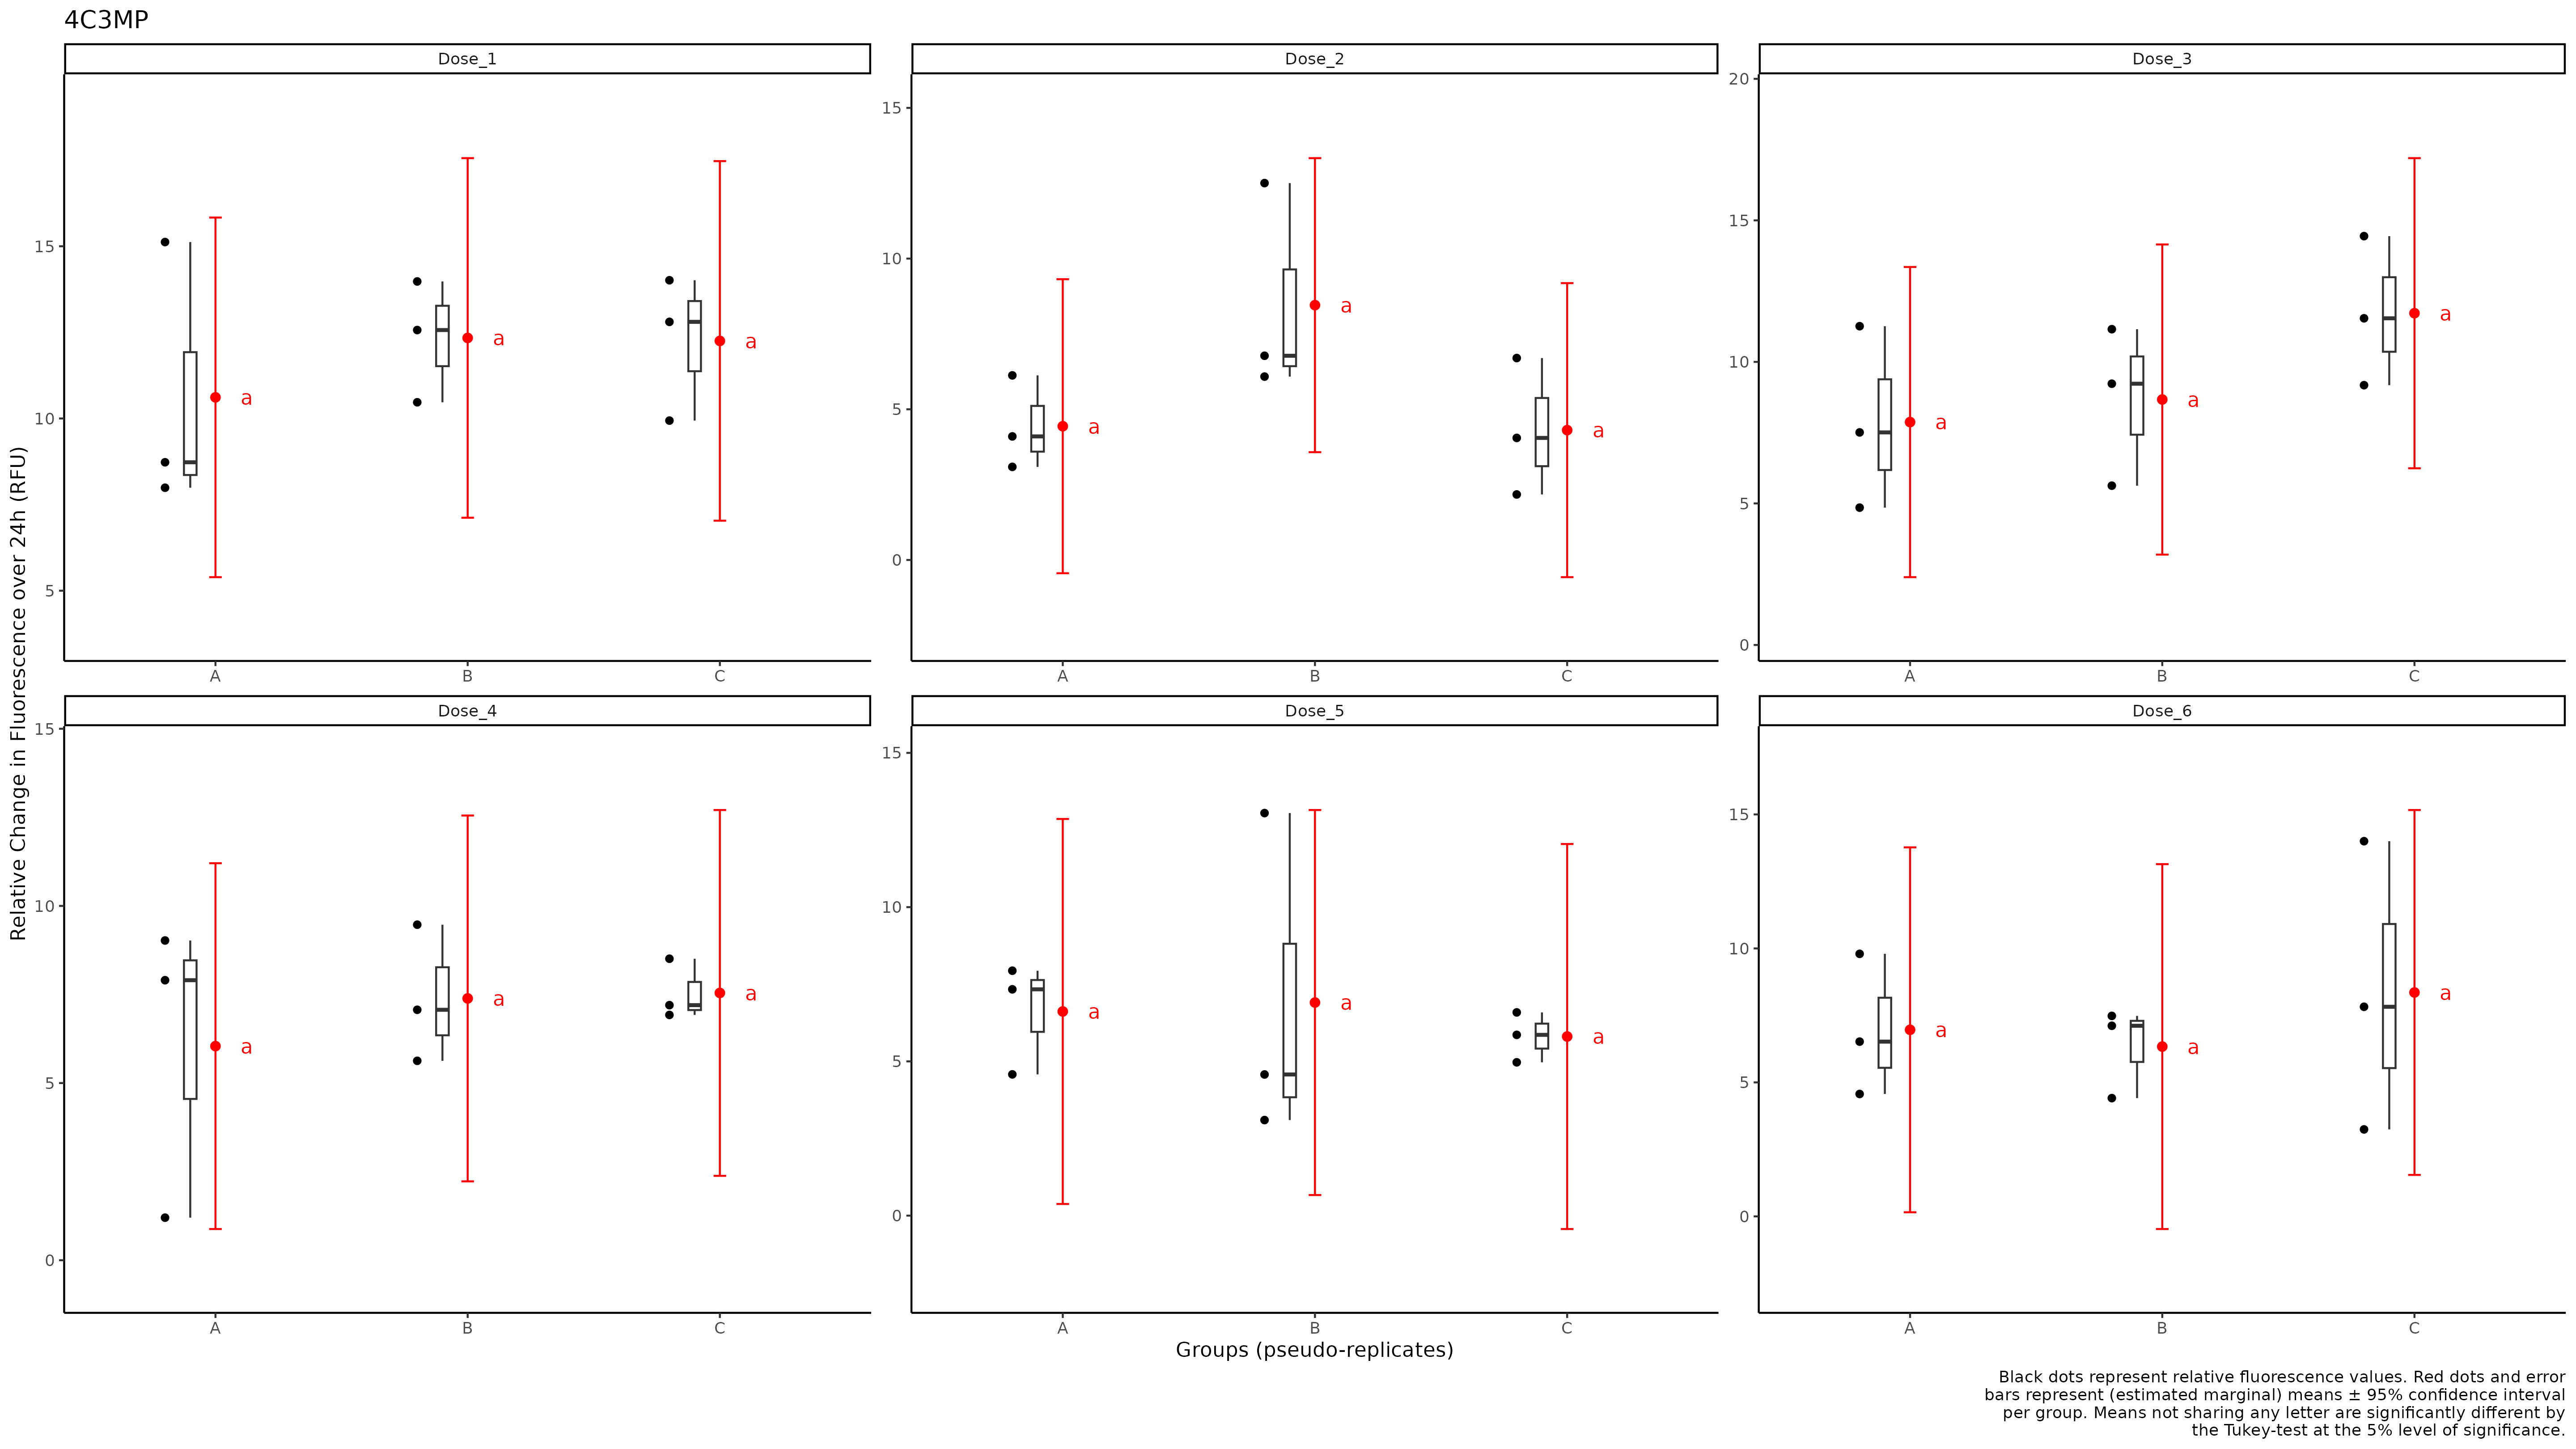 4C3MP
Dose_1
Dose_2
Dose_3
Relative Change in Fluorescence over 24h (RFU)
15
10
5
a
a
a
A
B
C
15
10
5
0
a
a
a
A
B
C
20
15
10
5
0
a
a
a
A
B
C
Dose_4
Dose_5
Dose_6
15
10
5
0
a
a
a
A
B
C
15
10
5
0
a
a
a
A
B
C
15
10
5
0
a
a
a
A
B
C
Groups (pseudo-replicates)
Black dots represent relative fluorescence values. Red dots and error
bars represent (estimated marginal) means ± 95% confidence interval
per group. Means not sharing any letter are significantly different by
the Tukey-test at the 5% level of significance.